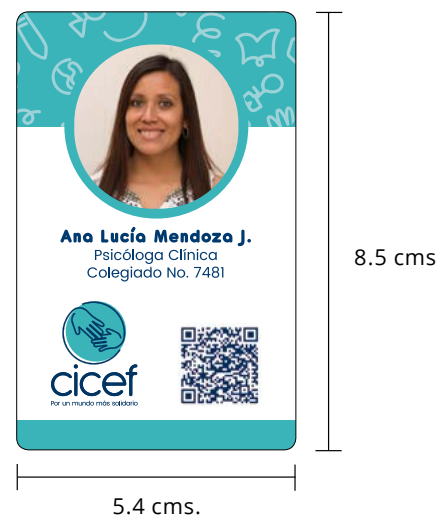 Ana Lucía Mendoza J.
Psicóloga Clínica
Colegiado No. 7481
cicef
Por un mundo más solidario
8.5 cms
5.4 cms.